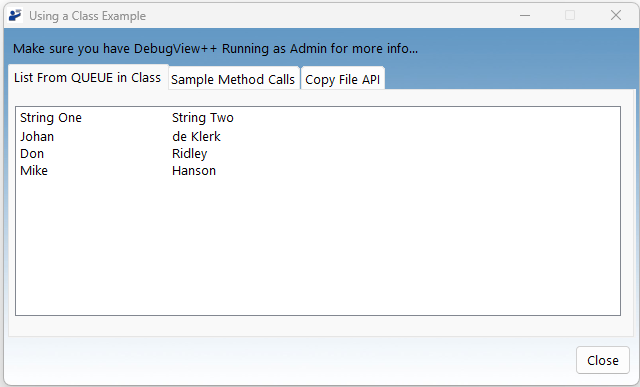 Using a Class Example
Make sure you have DebugView++ Running as Admin for more info...
List From QUEUE in Class Sample Method Calls Copy File API
String One String Two
Johan de Klerk
Don Ridley
Mike Hanson
Close